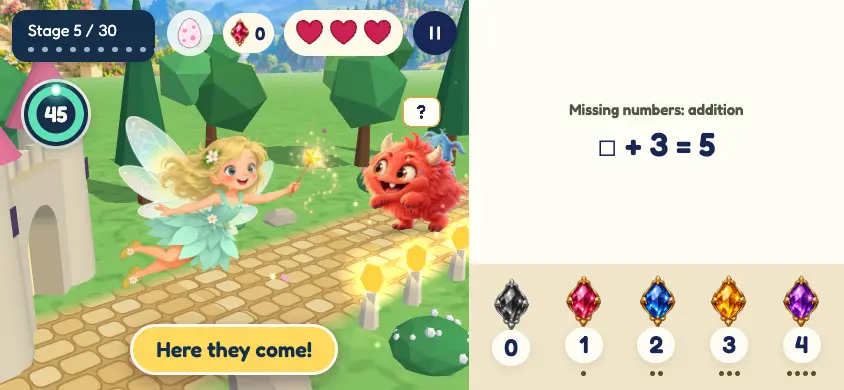 Stage 5 / 30
0
45
?
Here they come!
Missing numbers: addition
□ + 3 = 5
0
1
2
3
4